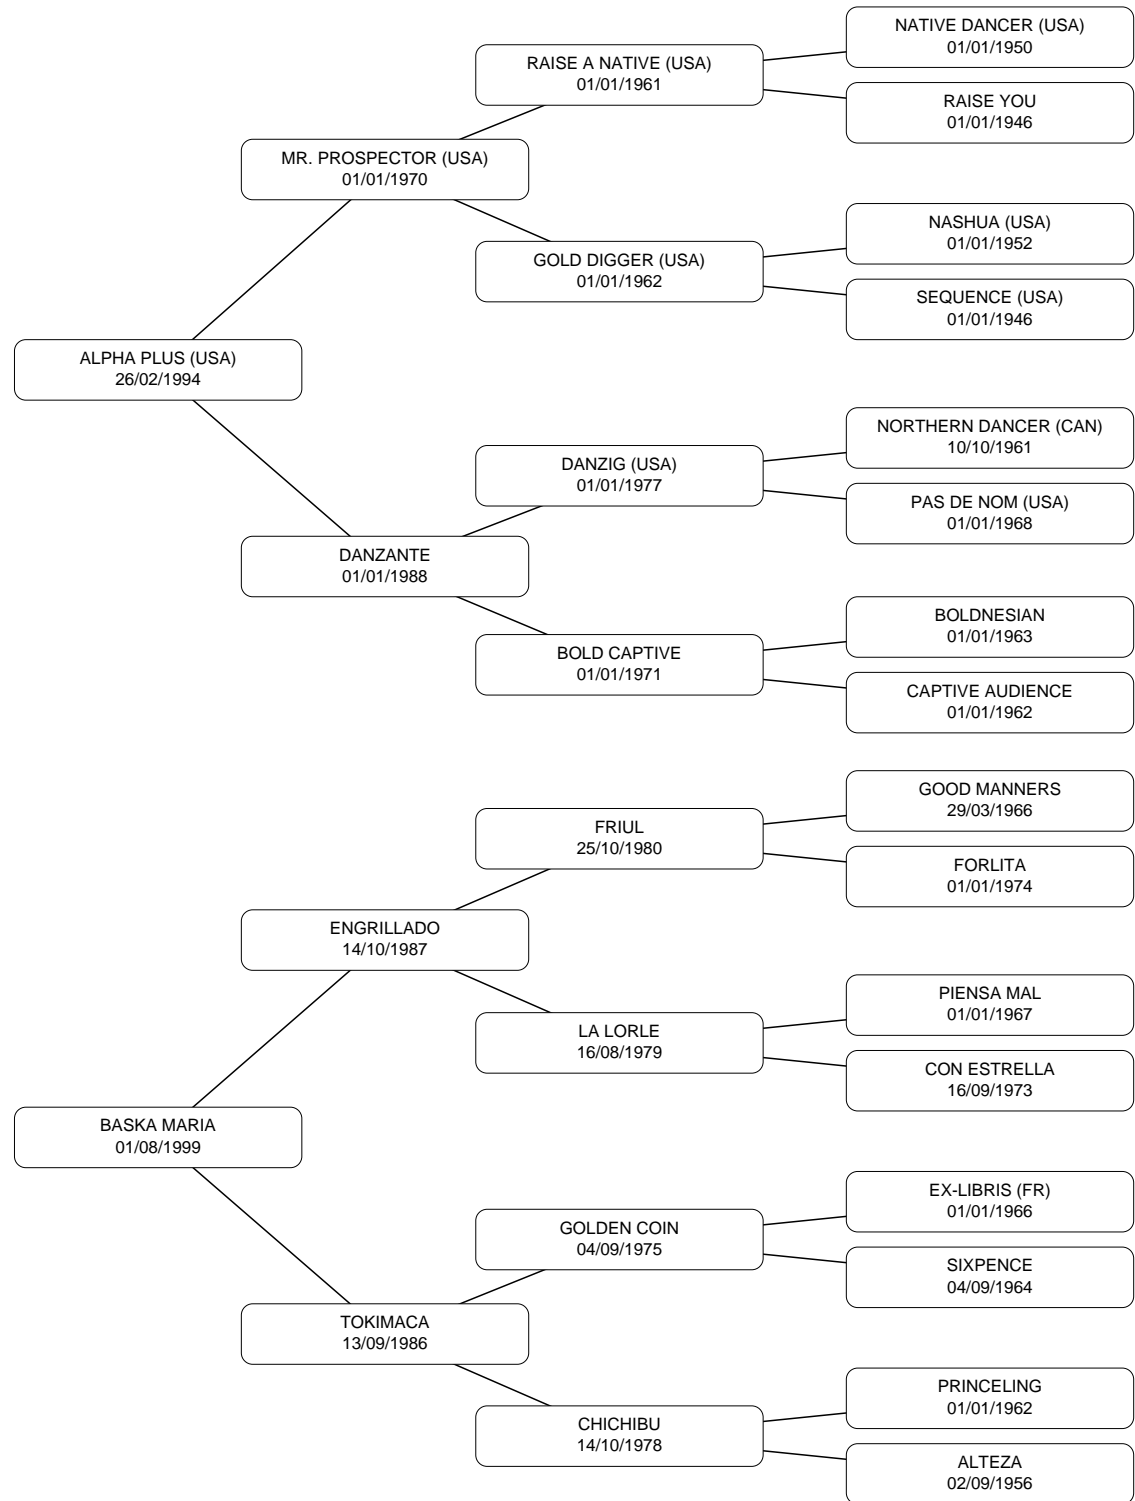 NATIVE DANCER (USA)
01/01/1950
RAISE A NATIVE (USA)
01/01/1961
RAISE YOU
01/01/1946
MR. PROSPECTOR (USA)
01/01/1970
NASHUA (USA)
01/01/1952
GOLD DIGGER (USA)
01/01/1962
SEQUENCE (USA)
01/01/1946
ALPHA PLUS (USA)
26/02/1994
NORTHERN DANCER (CAN)
10/10/1961
DANZIG (USA)
01/01/1977
PAS DE NOM (USA)
01/01/1968
DANZANTE
01/01/1988
BOLDNESIAN
01/01/1963
BOLD CAPTIVE
01/01/1971
CAPTIVE AUDIENCE
01/01/1962
GOOD MANNERS
29/03/1966
FRIUL
25/10/1980
FORLITA
01/01/1974
ENGRILLADO
14/10/1987
PIENSA MAL
01/01/1967
LA LORLE
16/08/1979
CON ESTRELLA
16/09/1973
BASKA MARIA
01/08/1999
EX-LIBRIS (FR)
01/01/1966
GOLDEN COIN
04/09/1975
SIXPENCE
04/09/1964
TOKIMACA
13/09/1986
PRINCELING
01/01/1962
CHICHIBU
14/10/1978
ALTEZA
02/09/1956